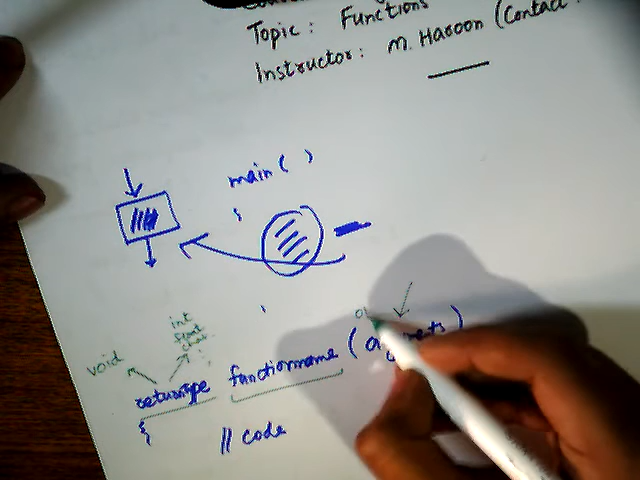 Topic: Functions
Instructor: M. Haroon (Contact:
main( )
void
int
float
char
returntype functionname (arguments)
{
// code